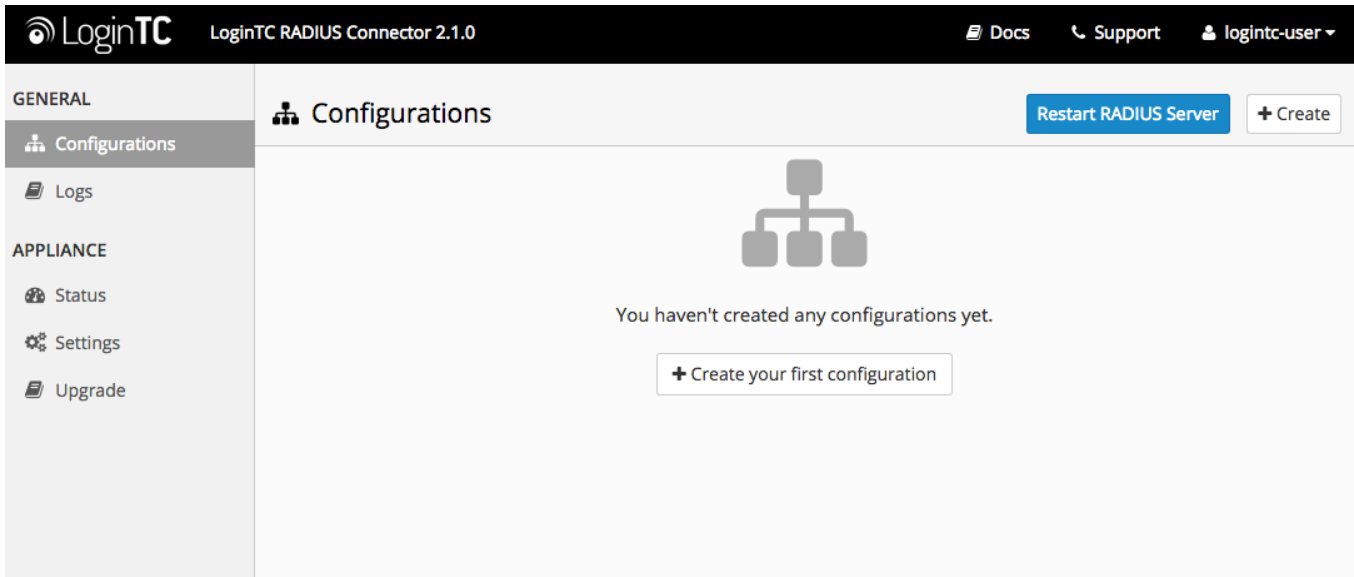 LoginTC LoginTC RADIUS Connector 2.1.0 Docs Support logintc-user
GENERAL
Configurations
Logs
APPLIANCE
Status
Settings
Upgrade
Configurations Restart RADIUS Server + Create
You haven't created any configurations yet.
+ Create your first configuration